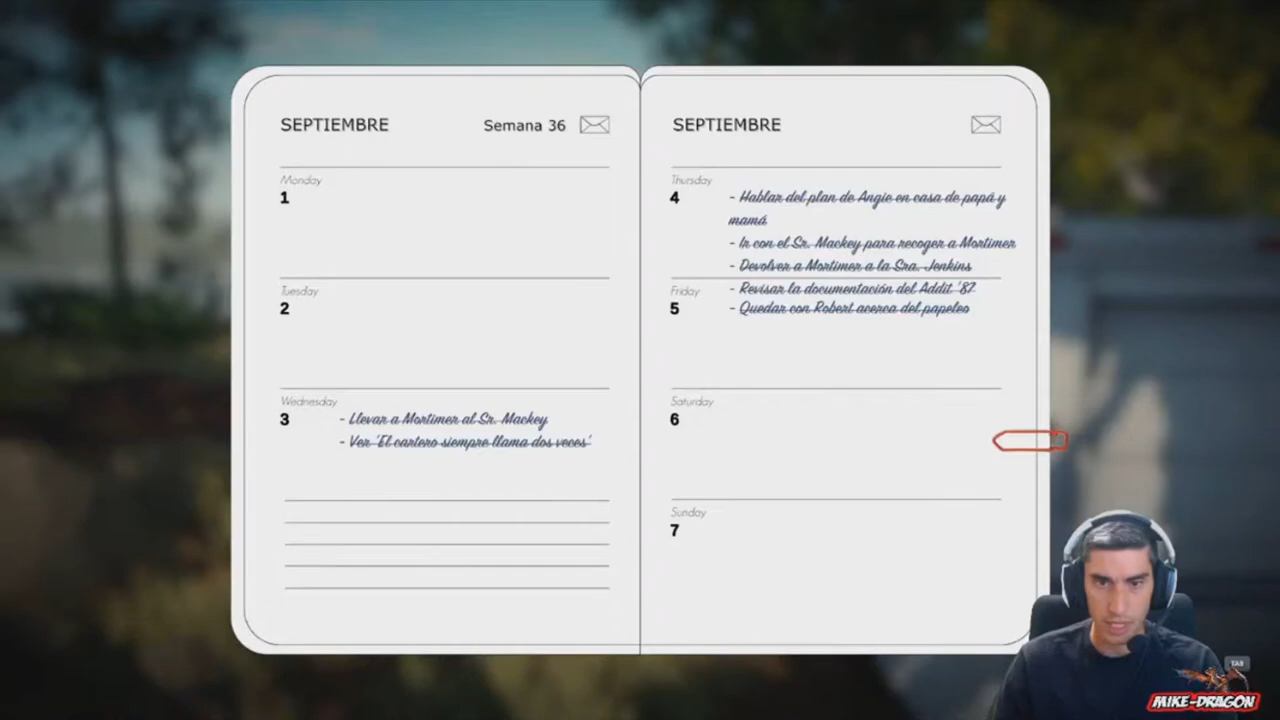 SEPTIEMBRE
Semana 36
Monday
1
Tuesday
2
Wednesday
3
- Llevar a Mortimer al Sr. Mackey
- Ver 'El cartero siempre llama dos veces'
SEPTIEMBRE
Thursday
4
- Hablar del plan de Angie en casa de papá y
mamá
- Ir con el Sr. Mackey para recoger a Mortimer
- Devolver a Mortimer a la Sra. Jenkins
- Revisar la documentación del Addit '87
Friday
5
- Quedar con Robert acerca del papeleo
Saturday
6
Sunday
7
TAB
MIKE-DRAGON